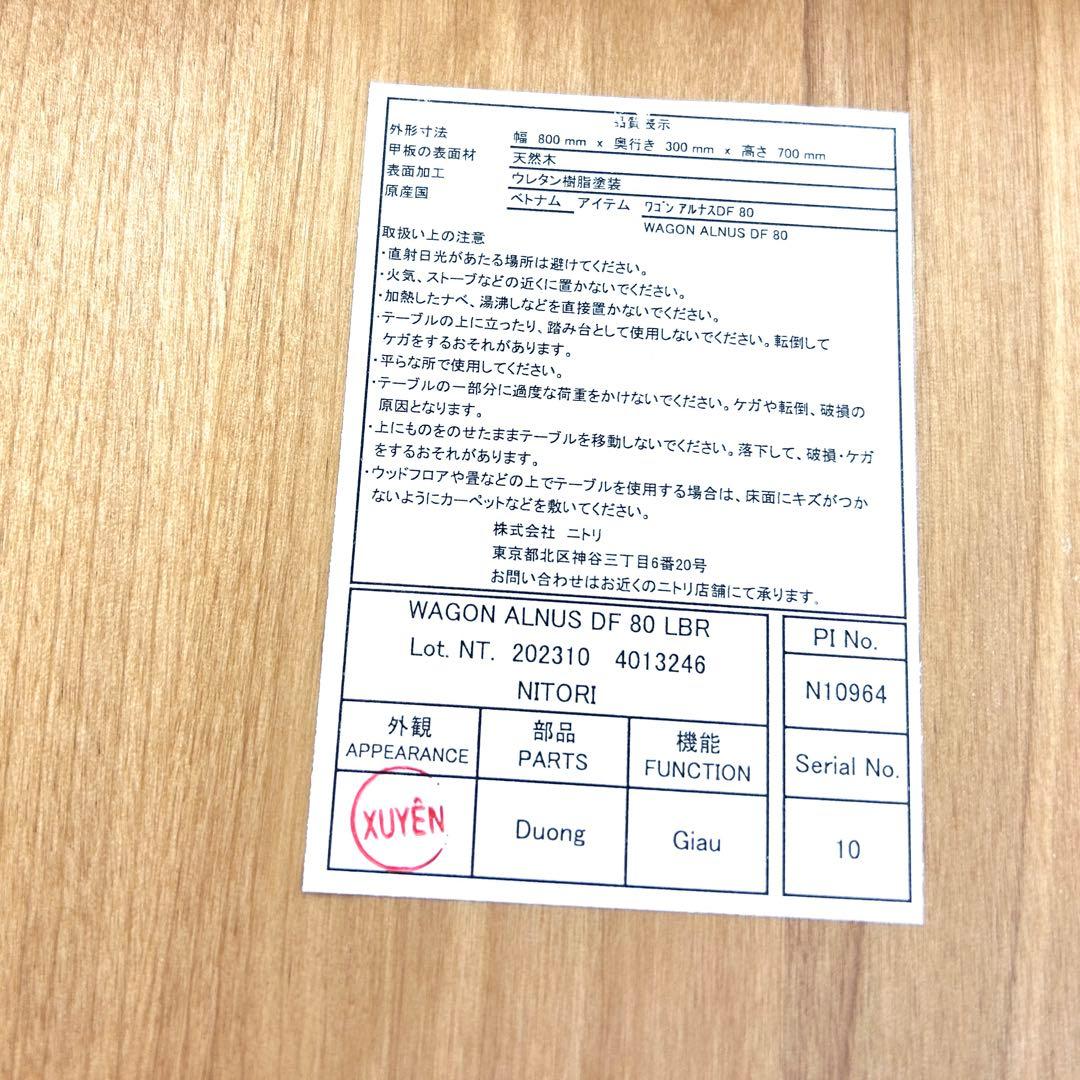 品質表示
外形寸法 幅 800 mm x 奥行き 300 mm x 高さ 700 mm
甲板の表面材 天然木
表面加工 ウレタン樹脂塗装
原産国 ベトナム アイテム ﾜｺﾞﾝ ｱﾙﾅｽDF 80
WAGON ALNUS DF 80
取扱い上の注意
・直射日光があたる場所は避けてください。
・火気、ストーブなどの近くに置かないでください。
・加熱したナベ、湯沸しなどを直接置かないでください。
・テーブルの上に立ったり、踏み台として使用しないでください。転倒して
ケガをするおそれがあります。
・平らな所で使用してください。
・テーブルの一部分に過度な荷重をかけないでください。ケガや転倒、破損の
原因となります。
・上にものをのせたままテーブルを移動しないでください。落下して、破損・ケガ
をするおそれがあります。
・ウッドフロアや畳などの上でテーブルを使用する場合は、床面にキズがつか
ないようにカーペットなどを敷いてください。
株式会社 ニトリ
東京都北区神谷三丁目6番20号
お問い合わせはお近くのニトリ店舗にて承ります。
WAGON ALNUS DF 80 LBR
Lot. NT. 202310 4013246
NITORI
外観 部品 機能
APPEARANCE PARTS FUNCTION
XUYÊN Duong Giau
PI No.
N10964
Serial No.
10